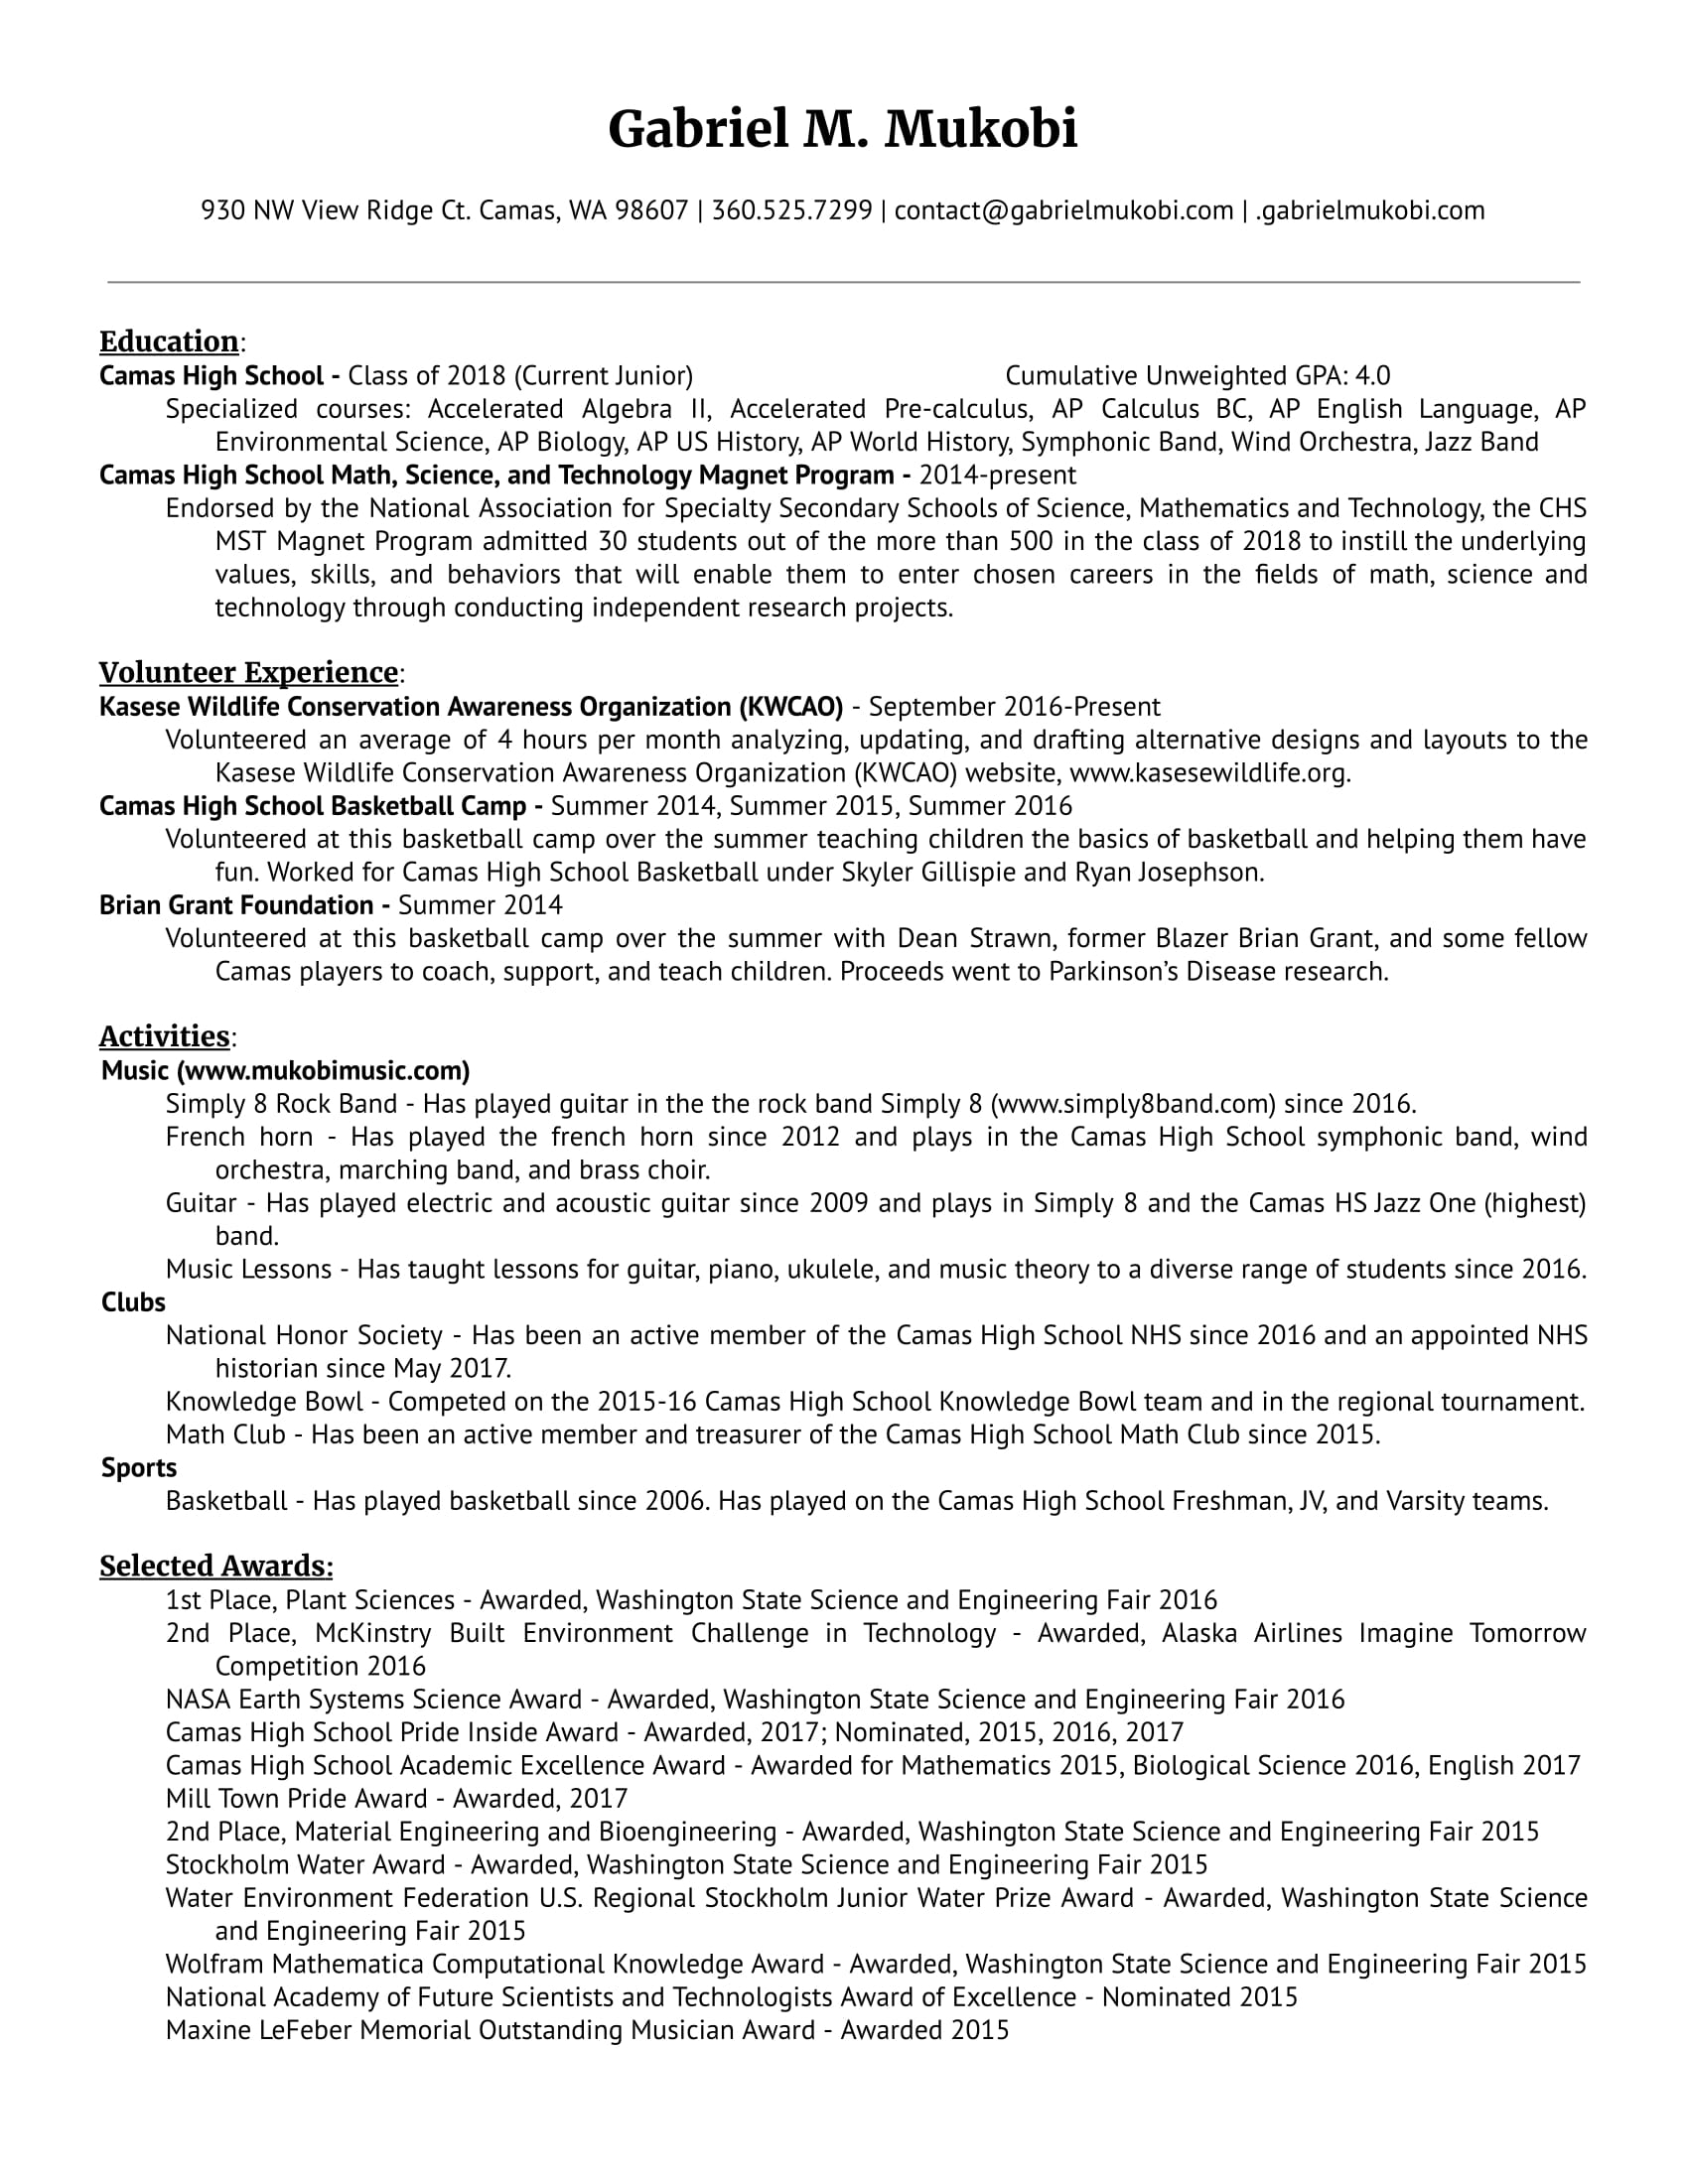 Gabriel M. Mukobi
930 NW View Ridge Ct. Camas, WA 98607 | 360.525.7299 | contact@gabrielmukobi.com | .gabrielmukobi.com
Education:
Camas High School - Class of 2018 (Current Junior) Cumulative Unweighted GPA: 4.0
Specialized courses: Accelerated Algebra II, Accelerated Pre-calculus, AP Calculus BC, AP English Language, AP
Environmental Science, AP Biology, AP US History, AP World History, Symphonic Band, Wind Orchestra, Jazz Band
Camas High School Math, Science, and Technology Magnet Program - 2014-present
Endorsed by the National Association for Specialty Secondary Schools of Science, Mathematics and Technology, the CHS
MST Magnet Program admitted 30 students out of the more than 500 in the class of 2018 to instill the underlying
values, skills, and behaviors that will enable them to enter chosen careers in the fields of math, science and
technology through conducting independent research projects.
Volunteer Experience:
Kasese Wildlife Conservation Awareness Organization (KWCAO) - September 2016-Present
Volunteered an average of 4 hours per month analyzing, updating, and drafting alternative designs and layouts to the
Kasese Wildlife Conservation Awareness Organization (KWCAO) website, www.kasesewildlife.org.
Camas High School Basketball Camp - Summer 2014, Summer 2015, Summer 2016
Volunteered at this basketball camp over the summer teaching children the basics of basketball and helping them have
fun. Worked for Camas High School Basketball under Skyler Gillispie and Ryan Josephson.
Brian Grant Foundation - Summer 2014
Volunteered at this basketball camp over the summer with Dean Strawn, former Blazer Brian Grant, and some fellow
Camas players to coach, support, and teach children. Proceeds went to Parkinson’s Disease research.
Activities:
Music (www.mukobimusic.com)
Simply 8 Rock Band - Has played guitar in the the rock band Simply 8 (www.simply8band.com) since 2016.
French horn - Has played the french horn since 2012 and plays in the Camas High School symphonic band, wind
orchestra, marching band, and brass choir.
Guitar - Has played electric and acoustic guitar since 2009 and plays in Simply 8 and the Camas HS Jazz One (highest)
band.
Music Lessons - Has taught lessons for guitar, piano, ukulele, and music theory to a diverse range of students since 2016.
Clubs
National Honor Society - Has been an active member of the Camas High School NHS since 2016 and an appointed NHS
historian since May 2017.
Knowledge Bowl - Competed on the 2015-16 Camas High School Knowledge Bowl team and in the regional tournament.
Math Club - Has been an active member and treasurer of the Camas High School Math Club since 2015.
Sports
Basketball - Has played basketball since 2006. Has played on the Camas High School Freshman, JV, and Varsity teams.
Selected Awards:
1st Place, Plant Sciences - Awarded, Washington State Science and Engineering Fair 2016
2nd Place, McKinstry Built Environment Challenge in Technology - Awarded, Alaska Airlines Imagine Tomorrow
Competition 2016
NASA Earth Systems Science Award - Awarded, Washington State Science and Engineering Fair 2016
Camas High School Pride Inside Award - Awarded, 2017; Nominated, 2015, 2016, 2017
Camas High School Academic Excellence Award - Awarded for Mathematics 2015, Biological Science 2016, English 2017
Mill Town Pride Award - Awarded, 2017
2nd Place, Material Engineering and Bioengineering - Awarded, Washington State Science and Engineering Fair 2015
Stockholm Water Award - Awarded, Washington State Science and Engineering Fair 2015
Water Environment Federation U.S. Regional Stockholm Junior Water Prize Award - Awarded, Washington State Science
and Engineering Fair 2015
Wolfram Mathematica Computational Knowledge Award - Awarded, Washington State Science and Engineering Fair 2015
National Academy of Future Scientists and Technologists Award of Excellence - Nominated 2015
Maxine LeFeber Memorial Outstanding Musician Award - Awarded 2015